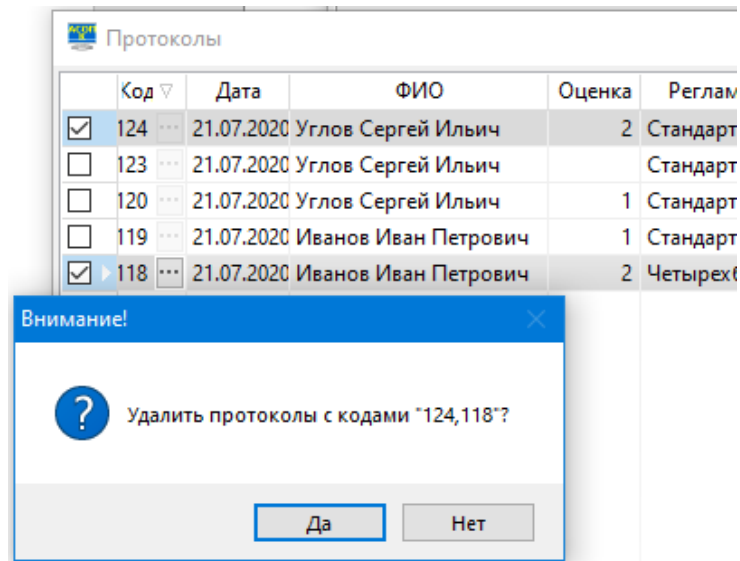 Протоколы
Код Дата ФИО Оценка Реглам
124 ... 21.07.2020 Углов Сергей Ильич 2 Стандарт
123 ... 21.07.2020 Углов Сергей Ильич Стандарт
120 ... 21.07.2020 Углов Сергей Ильич 1 Стандарт
119 ... 21.07.2020 Иванов Иван Петрович 1 Стандарт
118 ... 21.07.2020 Иванов Иван Петрович 2 Четырех
Внимание!
Удалить протоколы с кодами "124,118"?
Да Нет